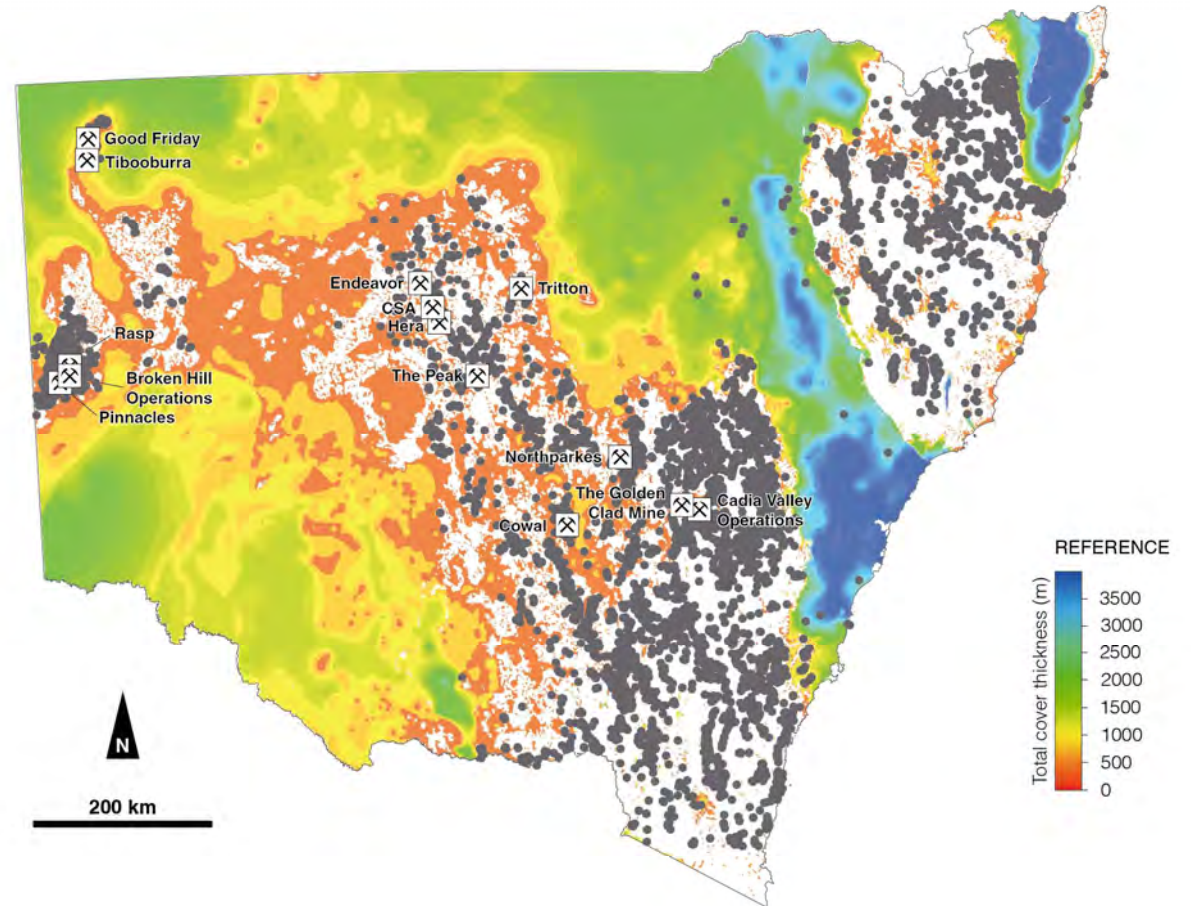 Good Friday
Tibooburra
Endeavor
Tritton
CSA
Hera
Rasp
The Peak
Broken Hill
Operations
Pinnacles
Northparkes
The Golden
Clad Mine
Cadia Valley
Operations
Cowal
N
200 km
REFERENCE
Total cover thickness (m)
3500
3000
2500
2000
1500
1000
500
0